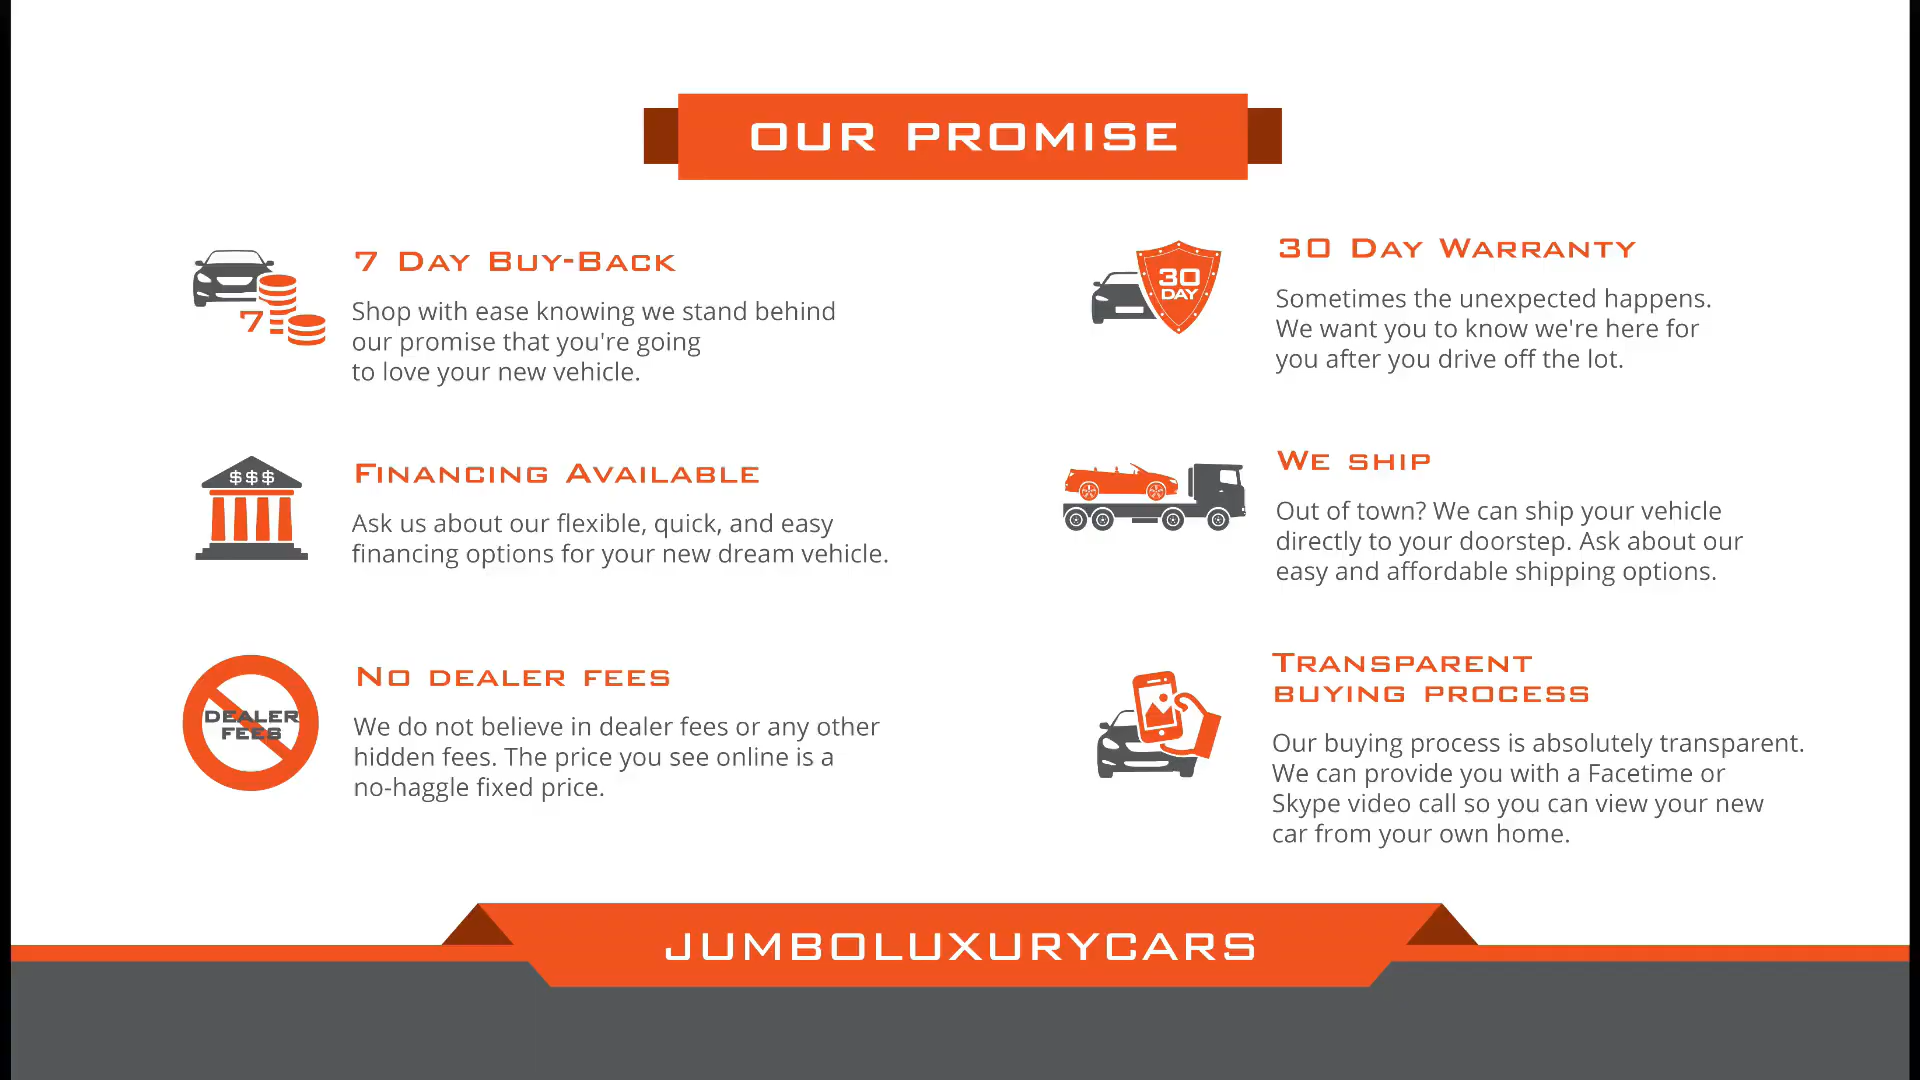 OUR PROMISE
7 DAY BUY-BACK
Shop with ease knowing we stand behind
our promise that you're going
to love your new vehicle.
7
$$$
FINANCING AVAILABLE
Ask us about our flexible, quick, and easy
financing options for your new dream vehicle.
DEALER
FEES
NO DEALER FEES
We do not believe in dealer fees or any other
hidden fees. The price you see online is a
no-haggle fixed price.
30
DAY
30 DAY WARRANTY
Sometimes the unexpected happens.
We want you to know we're here for
you after you drive off the lot.
WE SHIP
Out of town? We can ship your vehicle
directly to your doorstep. Ask about our
easy and affordable shipping options.
TRANSPARENT
BUYING PROCESS
Our buying process is absolutely transparent.
We can provide you with a Facetime or
Skype video call so you can view your new
car from your own home.
JUMBOLUXURYCARS